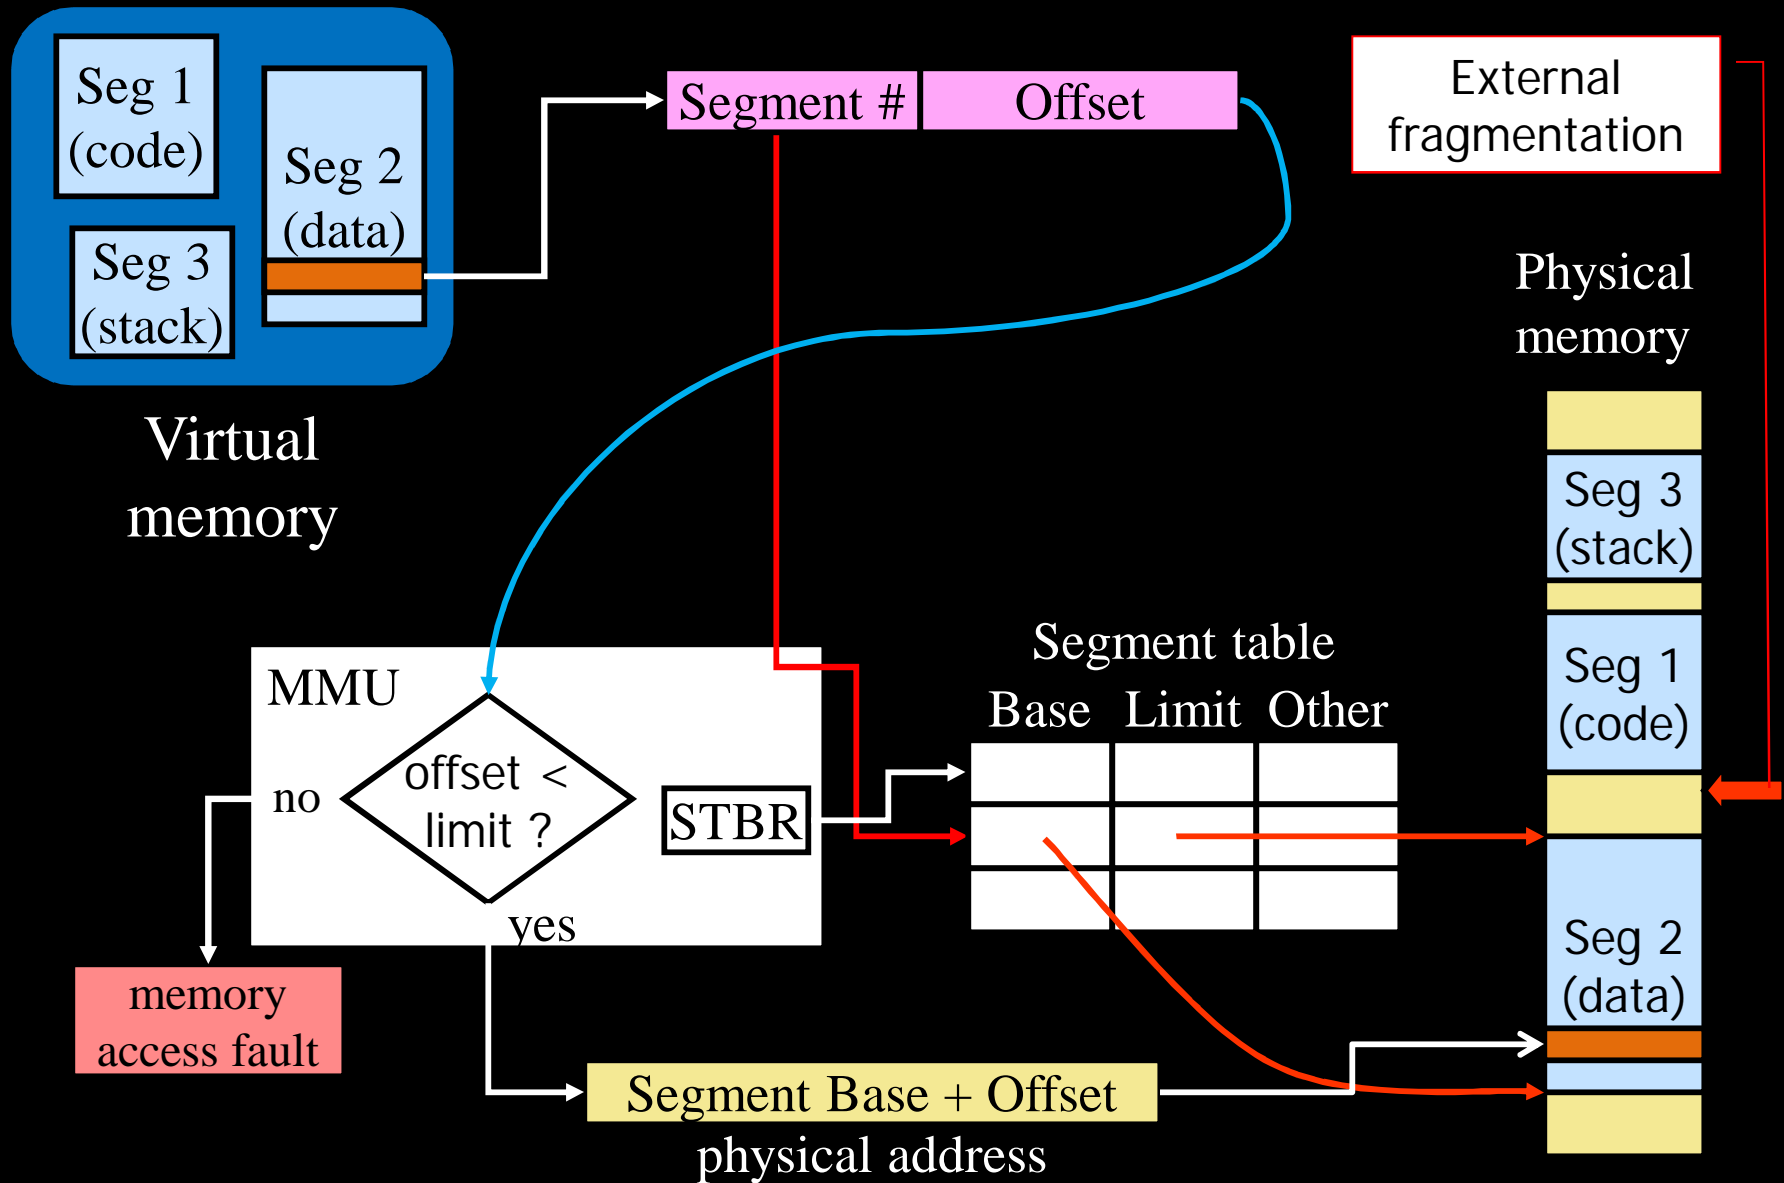 Seg 1
(code)
Seg 2
(data)
Seg 3
(stack)
Virtual
memory
Segment #
Offset
External
fragmentation
Physical
memory
Seg 3
(stack)
Seg 1
(code)
Seg 2
(data)
MMU
no
offset <
limit ?
STBR
yes
Segment table
Base
Limit
Other
memory
access fault
Segment Base + Offset
physical address